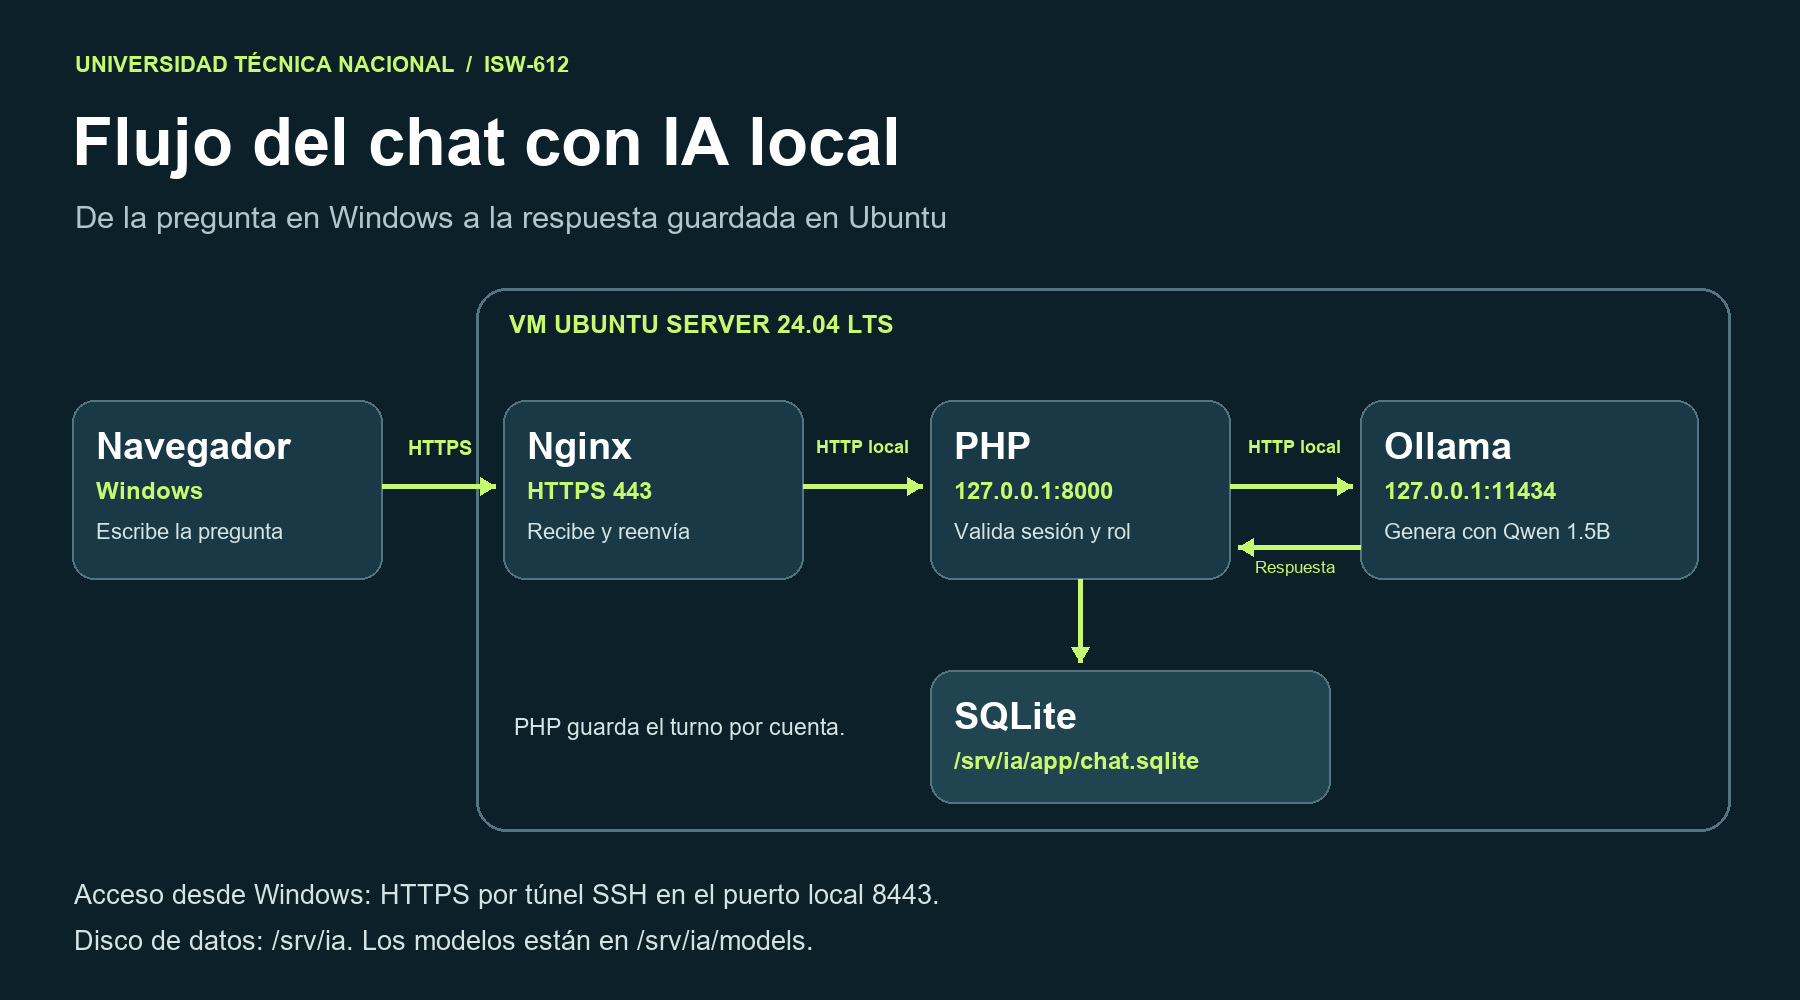 UNIVERSIDAD TÉCNICA NACIONAL / ISW-612
Flujo del chat con IA local
De la pregunta en Windows a la respuesta guardada en Ubuntu
VM UBUNTU SERVER 24.04 LTS
Navegador
Windows
Escribe la pregunta
HTTPS
Nginx
HTTPS 443
Recibe y reenvía
HTTP local
PHP
127.0.0.1:8000
Valida sesión y rol
HTTP local
Respuesta
Ollama
127.0.0.1:11434
Genera con Qwen 1.5B
PHP guarda el turno por cuenta.
SQLite
/srv/ia/app/chat.sqlite
Acceso desde Windows: HTTPS por túnel SSH en el puerto local 8443.
Disco de datos: /srv/ia. Los modelos están en /srv/ia/models.